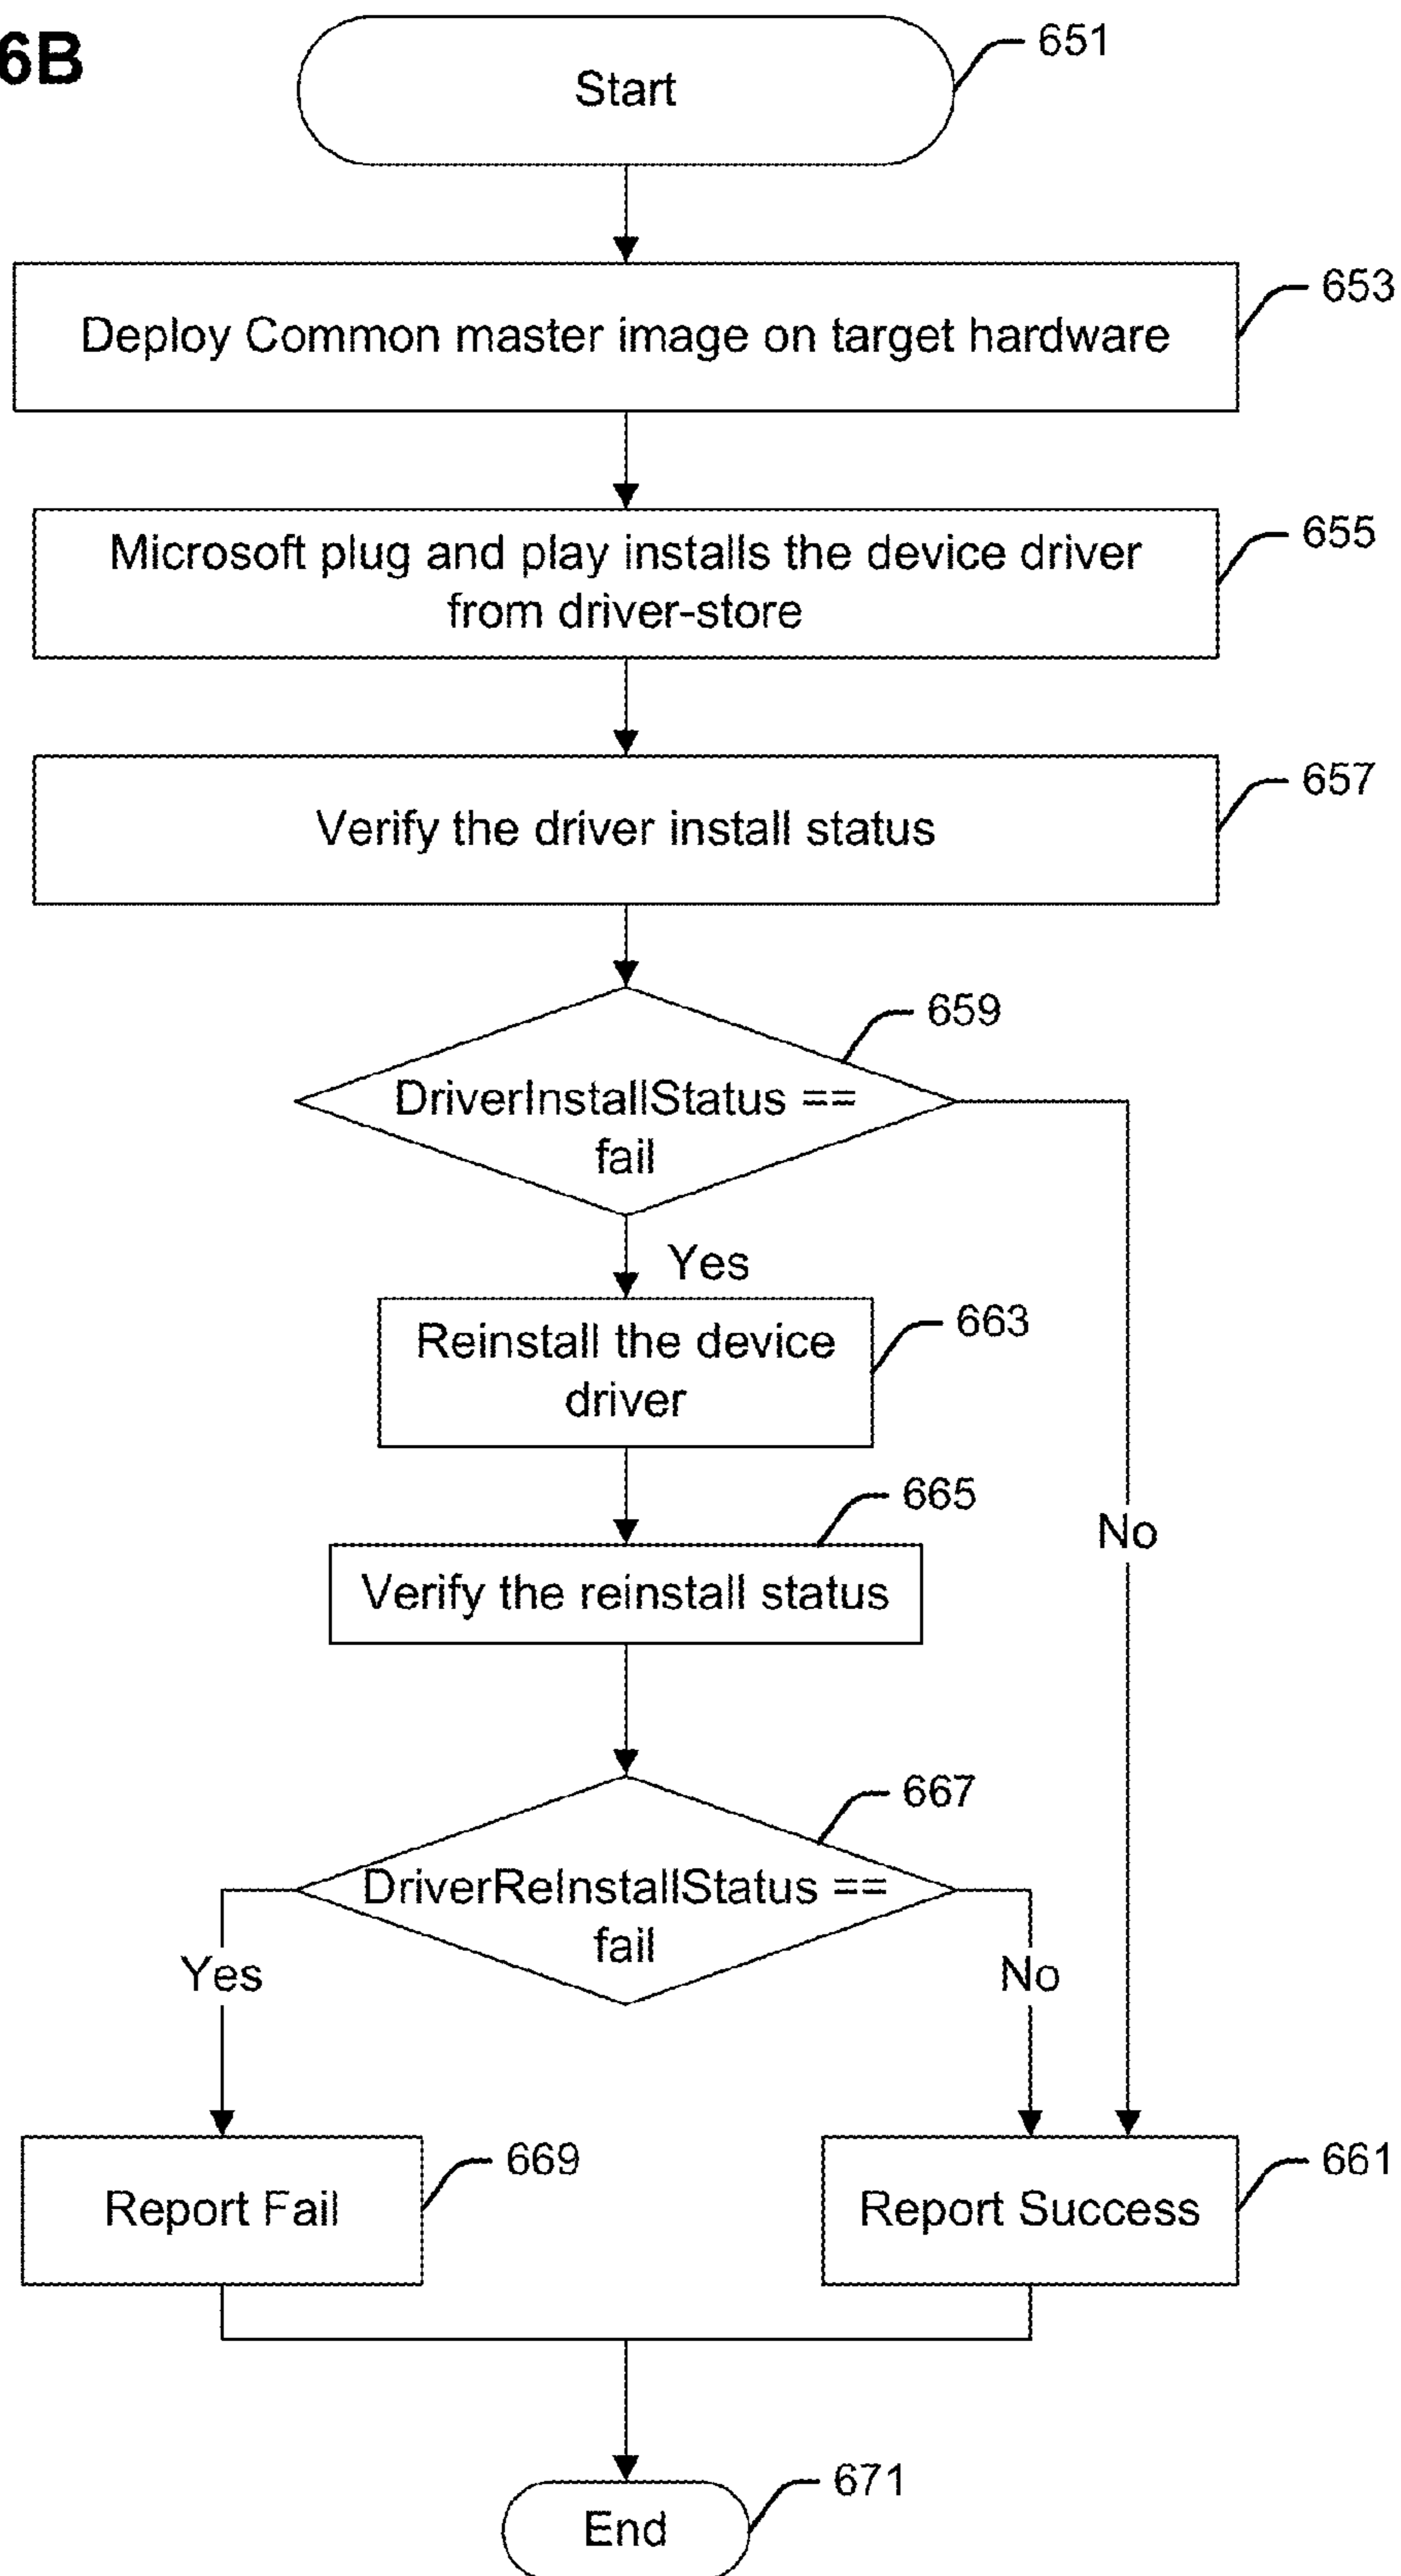 6B
Start
651
Deploy Common master image on target hardware
653
Microsoft plug and play installs the device driver
from driver-store
655
Verify the driver install status
657
659
DriverInstallStatus ==
fail
Yes
Reinstall the device
driver
663
665
No
Verify the reinstall status
667
DriverReInstallStatus ==
fail
Yes
No
Report Fail
669
Report Success
661
671
End